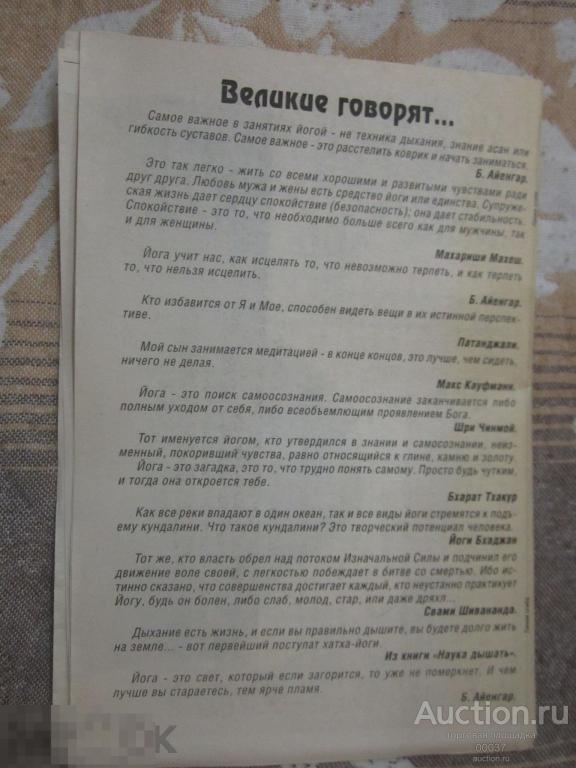 Великие говорят...
Самое важное в занятиях йогой - не техника дыхания, знание асан или
гибкость суставов. Самое важное - это расстелить коврик и начать заниматься.
Б. Айенгар.
Это так легко - жить со всеми хорошими и развитыми чувствами ради
друг друга. Любовь мужа и жены есть средство йоги или единства. Супруже-
ская жизнь дает сердцу спокойствие (безопасность); она дает стабильность.
Спокойствие - это то, что необходимо больше всего как для мужчины, так
и для женщины.
Махариши Махеш.
Йога учит нас, как исцелять то, что невозможно терпеть, и как терпеть
то, что нельзя исцелить.
Б. Айенгар.
Кто избавится от Я и Мое, способен видеть вещи в их истинной перспек-
тиве.
Патанджали.
Мой сын занимается медитацией - в конце концов, это лучше, чем сидеть,
ничего не делая.
Макс Кауфманн.
Йога - это поиск самоосознания. Самоосознание заканчивается либо
полным уходом от себя, либо всеобъемлющим проявлением Бога.
Шри Чинмой.
Тот именуется йогом, кто утвердился в знании и самосознании, неиз-
менный, покоривший чувства, равно относящийся к глине, камню и золоту.
Йога - это загадка, это то, что трудно понять самому. Просто будь чутким,
и тогда она откроется тебе.
Бхарат Тхакур
Как все реки впадают в один океан, так и все виды йоги стремятся к подъ-
ему кундалини. Что такое кундалини? Это творческий потенциал человека.
Йоги Бхаджан
Тот же, кто власть обрел над потоком Изначальной Силы и подчинил его
движение воле своей, с легкостью побеждает в битве со смертью. Ибо ис-
тинно сказано, что совершенства достигает каждый, кто неустанно практикует
Йогу, будь он болен, либо слаб, молод, стар, или даже дряхл...
Свами Шивананда.
Дыхание есть жизнь, и если вы правильно дышите, вы будете долго жить
на земле... - вот первейший постулат хатха-йоги.
Из книги «Наука дышать».
Йога - это свет, который если загорится, то уже не померкнет. И чем
лучше вы стараетесь, тем ярче пламя.
Б. Айенгар.
Auction.ru
торговая площадка
00037
auction.ru